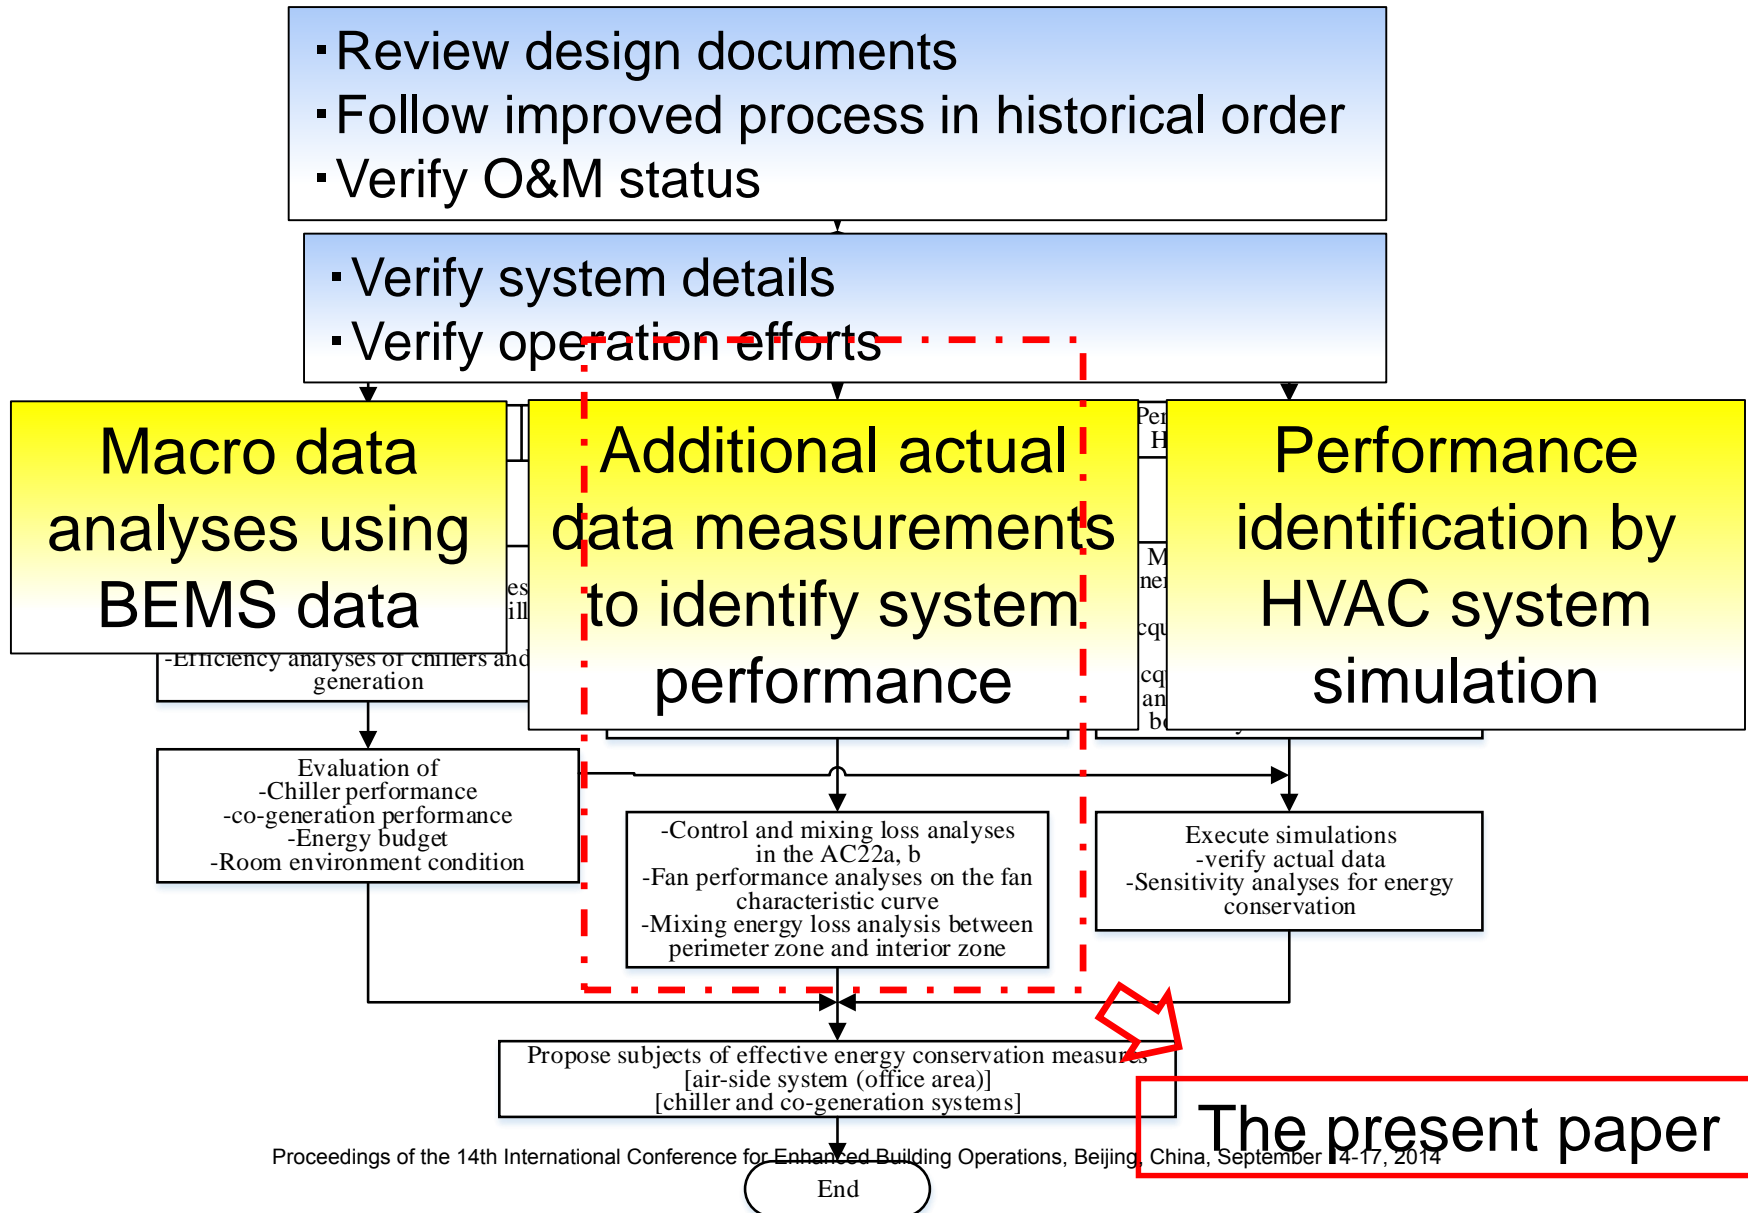 ·Review design documents
·Follow improved process in historical order
·Verify O&M status
·Verify system details
·Verify operation efforts
Macro data
analyses using
BEMS data
Additional actual
data measurements
to identify system
performance
Performance
identification by
HVAC system
simulation
-Efficiency analyses of chillers and
generation
Evaluation of
-Chiller performance
-co-generation performance
-Energy budget
-Room environment condition
-Control and mixing loss analyses
in the AC22a, b
-Fan performance analyses on the fan
characteristic curve
-Mixing energy loss analysis between
perimeter zone and interior zone
Execute simulations
-verify actual data
-Sensitivity analyses for energy
conservation
Propose subjects of effective energy conservation measures
[air-side system (office area)]
[chiller and co-generation systems]
The present paper
Proceedings of the 14th International Conference for Enhanced Building Operations, Beijing, China, September 14-17, 2014
End